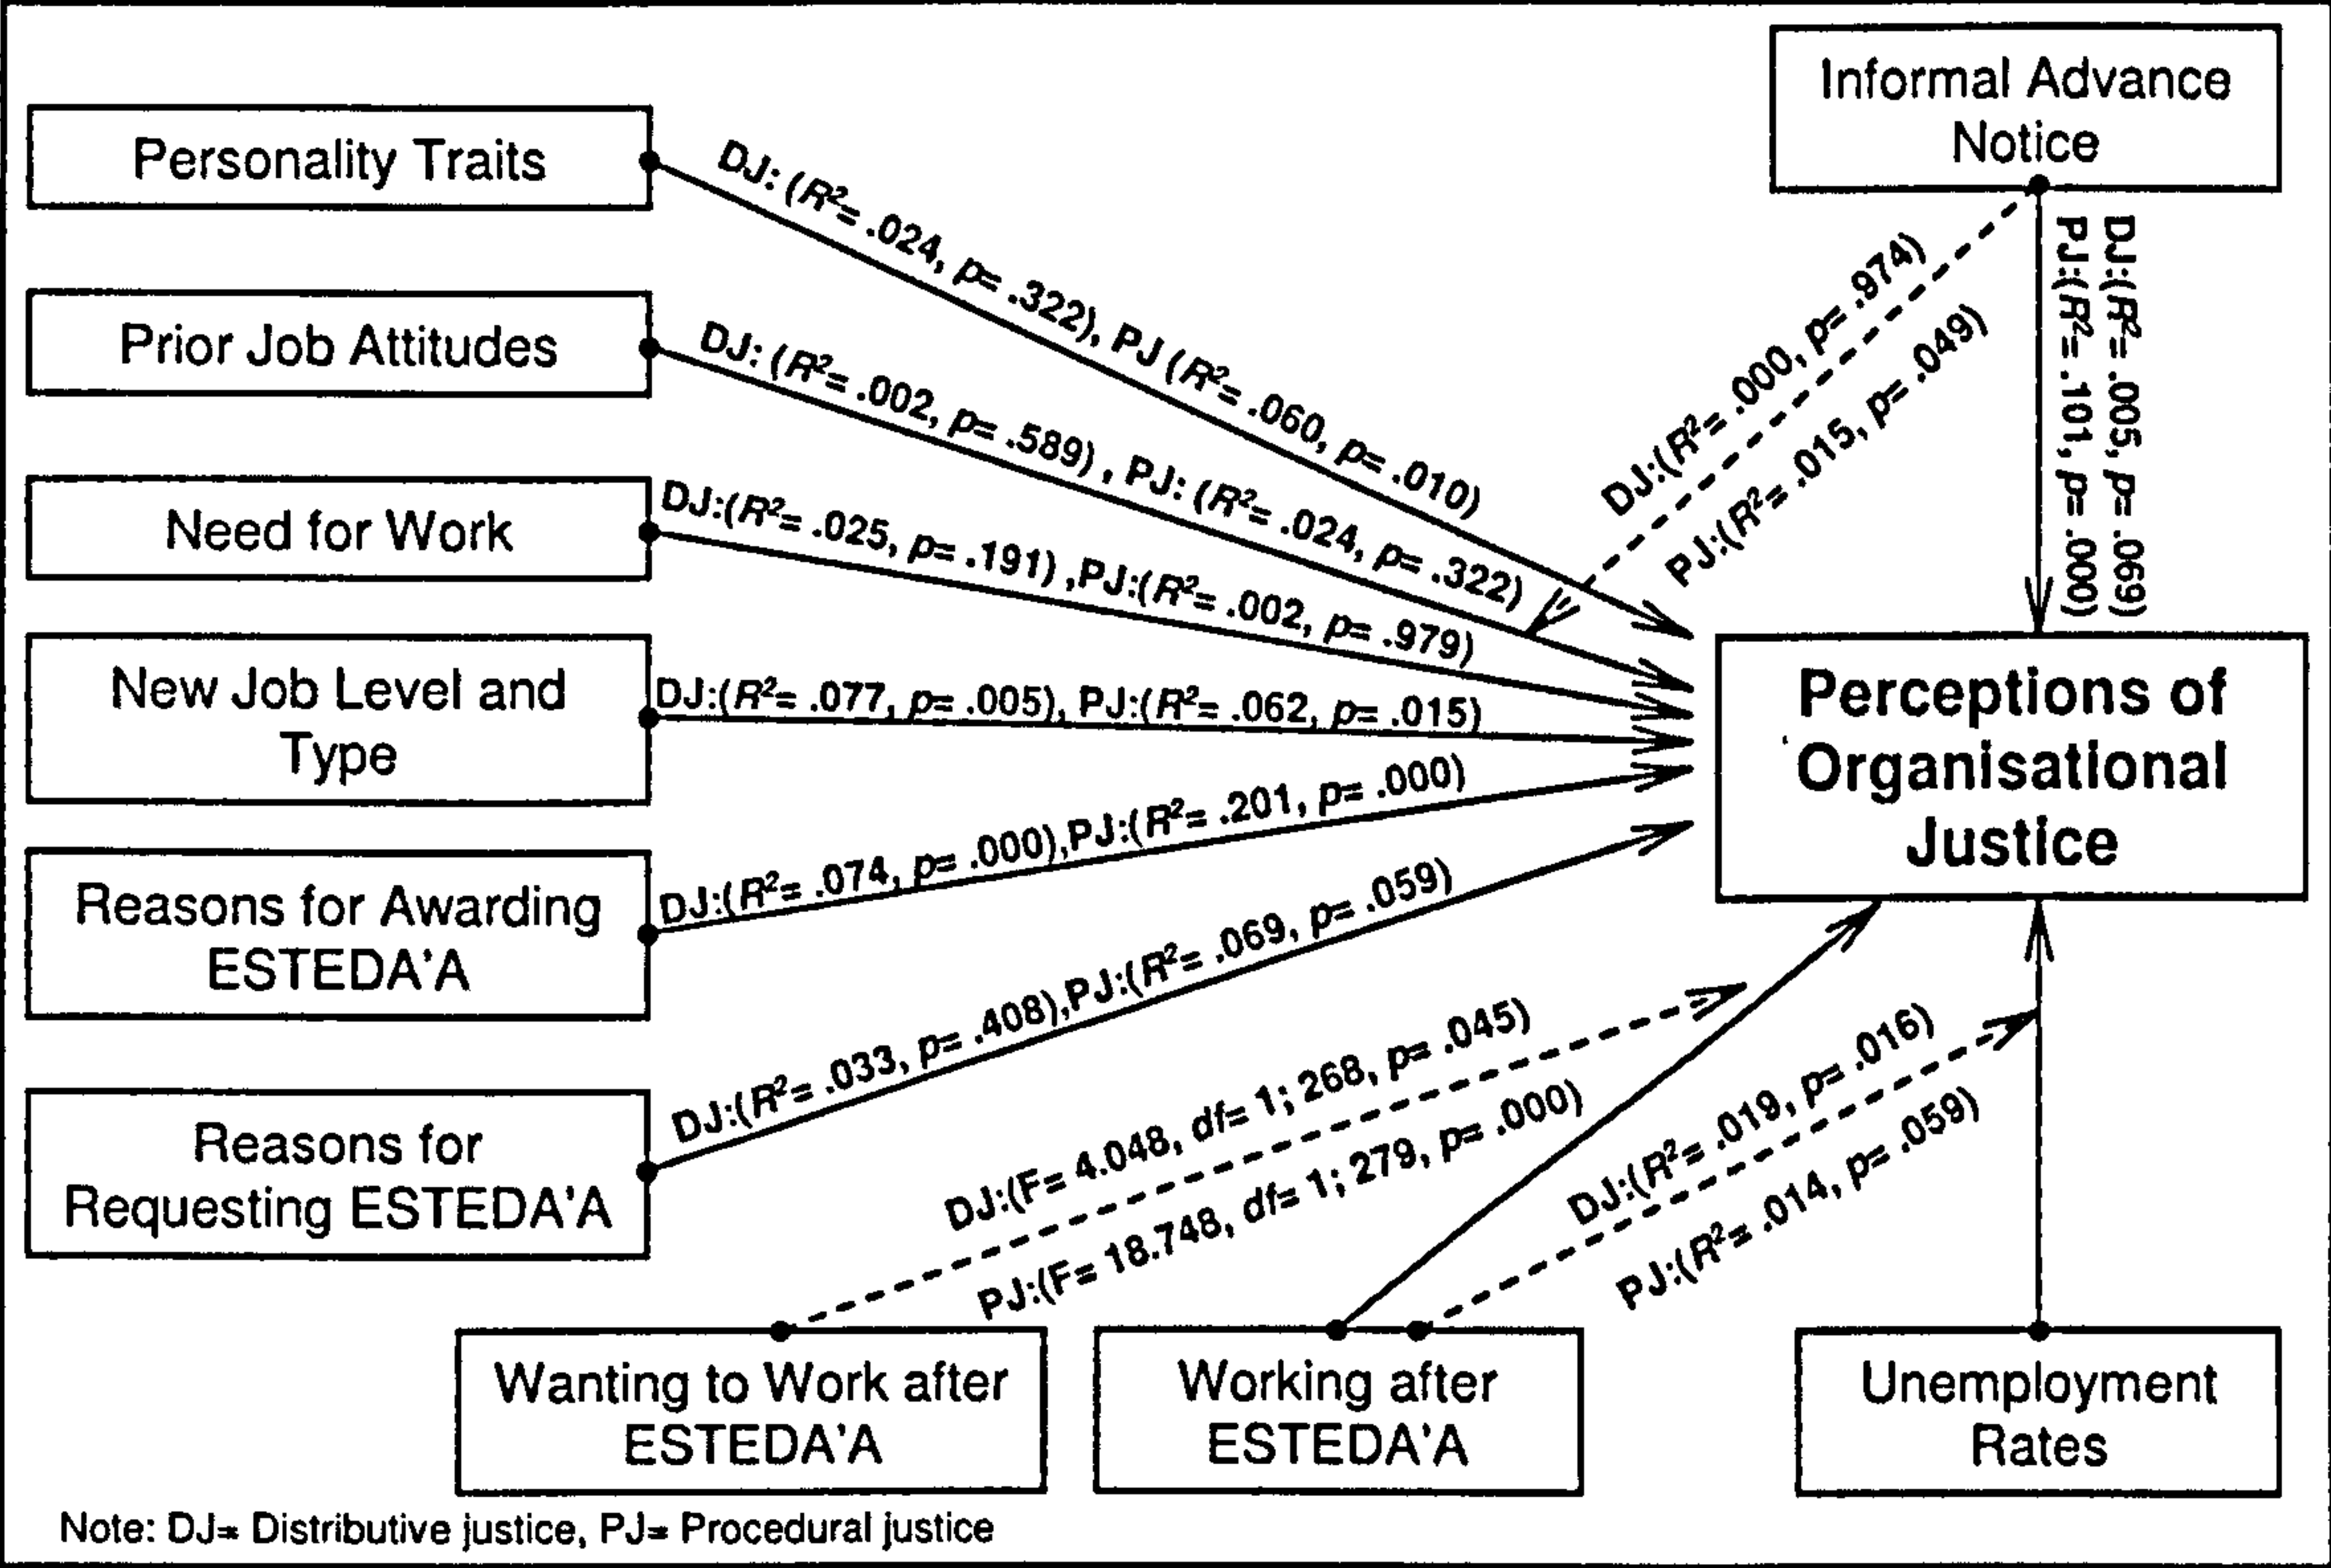 Informal Advance
Notice
Personality Traits
DJ: (R²= .024, p= .322), PJ (R²= .060, p= .010)
DJ:(R²= .000, p= .974)
PJ:(R²= .015, p= .049)
DJ:(R²= .005, p= .069)
PJ:(R²= .101, p= .000)
Prior Job Attitudes
DJ: (R²= .002, p= .589) , PJ: (R²= .024, p= .322)
Need for Work
DJ:(R²= .025, p= .191) ,PJ:(R²= .002, p= .979)
New Job Level and
Type
DJ:(R²= .077, p= .005), PJ:(R²= .062, p= .015)
Perceptions of
Organisational
Justice
Reasons for Awarding
ESTEDA'A
DJ:(R²= .074, p= .000),PJ:(R²= .201, p= .000)
Reasons for
Requesting ESTEDA'A
DJ:(R²= .033, p= .408),PJ:(R²= .069, p= .059)
DJ:(F= 4.048, df= 1; 268, p= .045)
PJ:(F= 18.748, df= 1; 279, p= .000)
DJ:(R²= .019, p= .016)
PJ:(R²= .014, p= .059)
Wanting to Work after
ESTEDA'A
Working after
ESTEDA'A
Unemployment
Rates
Note: DJ= Distributive justice, PJ= Procedural justice